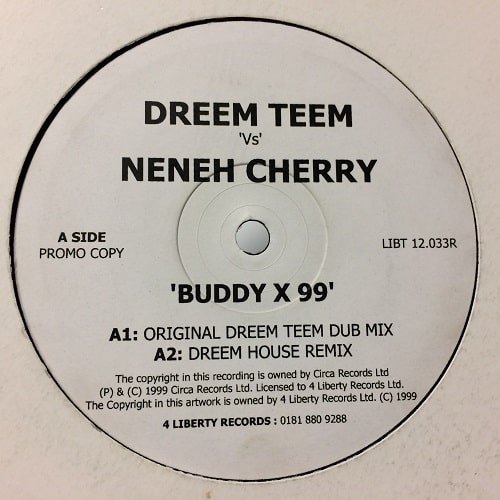 DREEM TEEM
'Vs'
NENEH CHERRY
A SIDE
PROMO COPY
LIBT 12.033R
'BUDDY X 99'
A1: ORIGINAL DREEM TEEM DUB MIX
A2: DREEM HOUSE REMIX
The copyright in this recording is owned by Circa Records Ltd
(P) & (C) 1999 Circa Records Ltd. Licensed to 4 Liberty Records Ltd.
The Copyright in this artwork is owned by 4 Liberty Records Ltd. (C) 1999
4 LIBERTY RECORDS : 0181 880 9288